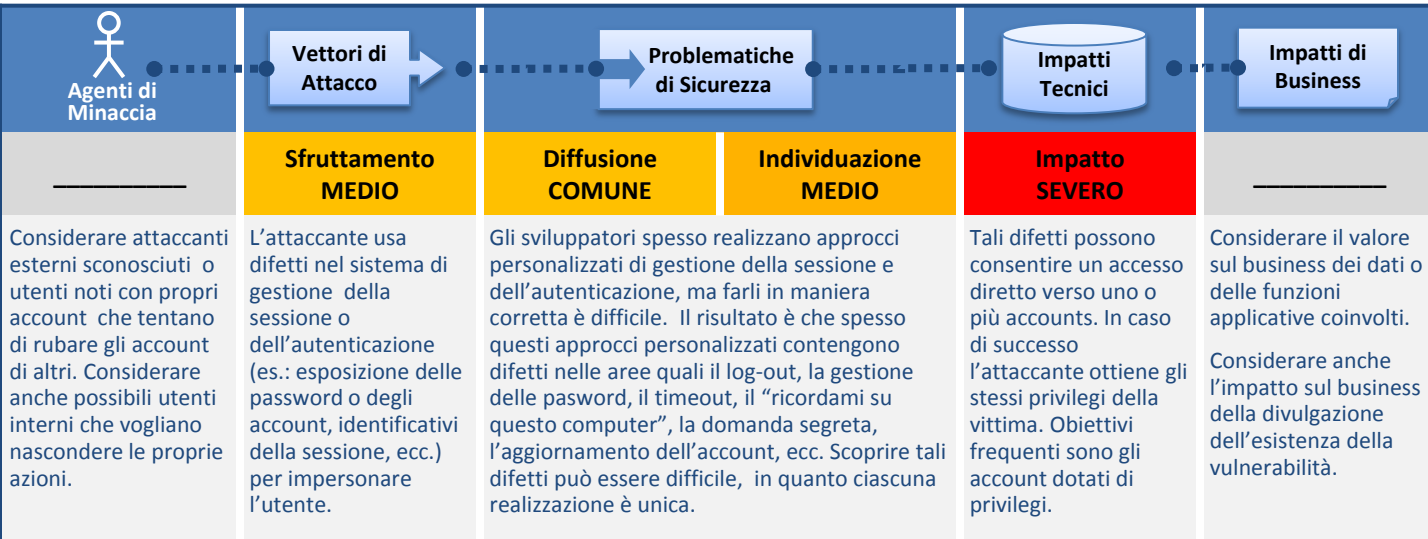 Agenti di
Minaccia
Vettori di
Attacco
Problematiche
di Sicurezza
Impatti
Tecnici
Impatti di
Business
__________
Sfruttamento
MEDIO
Diffusione
COMUNE
Individuazione
MEDIO
Impatto
SEVERO
__________
Considerare attaccanti
esterni sconosciuti o
utenti noti con propri
account che tentano
di rubare gli account
di altri. Considerare
anche possibili utenti
interni che vogliano
nascondere le proprie
azioni.
L’attaccante usa
difetti nel sistema di
gestione della
sessione o
dell’autenticazione
(es.: esposizione delle
password o degli
account, identificativi
della sessione, ecc.)
per impersonare
l’utente.
Gli sviluppatori spesso realizzano approcci
personalizzati di gestione della sessione e
dell’autenticazione, ma farli in maniera
corretta è difficile. Il risultato è che spesso
questi approcci personalizzati contengono
difetti nelle aree quali il log-out, la gestione
delle pasword, il timeout, il “ricordami su
questo computer”, la domanda segreta,
l’aggiornamento dell’account, ecc. Scoprire tali
difetti può essere difficile, in quanto ciascuna
realizzazione è unica.
Tali difetti possono
consentire un accesso
diretto verso uno o
più accounts. In caso
di successo
l’attaccante ottiene gli
stessi privilegi della
vittima. Obiettivi
frequenti sono gli
account dotati di
privilegi.
Considerare il valore
sul business dei dati o
delle funzioni
applicative coinvolti.
Considerare anche
l’impatto sul business
della divulgazione
dell’esistenza della
vulnerabilità.